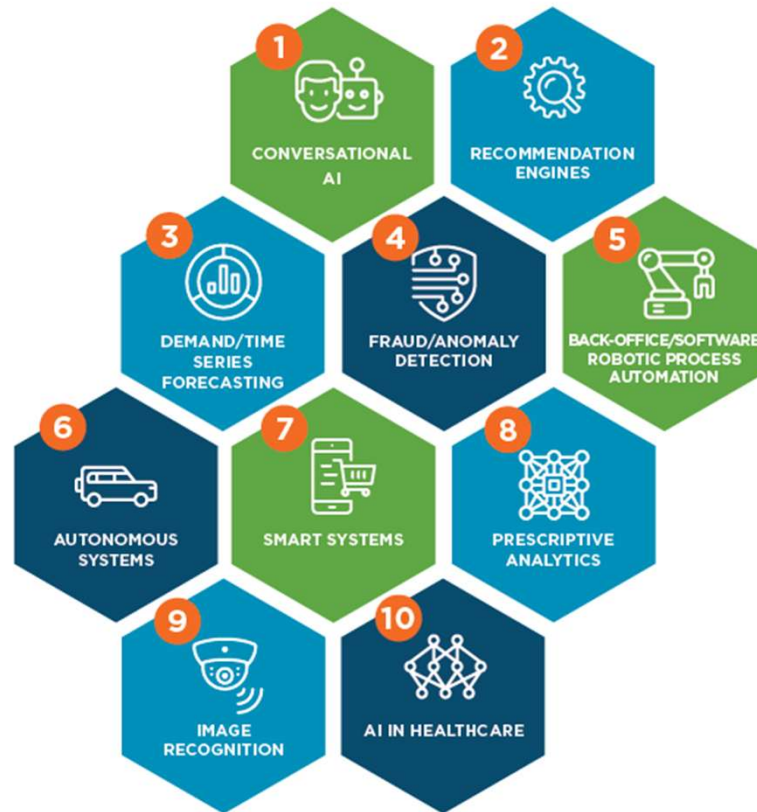 1
CONVERSATIONAL
AI
2
RECOMMENDATION
ENGINES
3
DEMAND/TIME
SERIES
FORECASTING
4
FRAUD/ANOMALY
DETECTION
5
BACK-OFFICE/SOFTWARE
ROBOTIC PROCESS
AUTOMATION
6
AUTONOMOUS
SYSTEMS
7
SMART SYSTEMS
8
PRESCRIPTIVE
ANALYTICS
9
IMAGE
RECOGNITION
10
AI IN HEALTHCARE